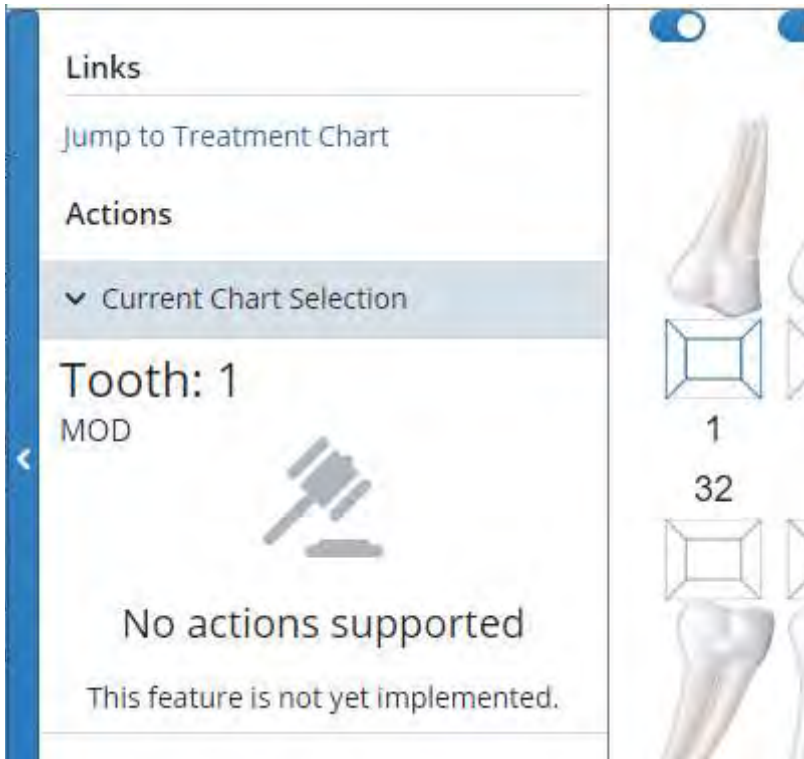 Links
Jump to Treatment Chart
Actions
Current Chart Selection
Tooth: 1
MOD
No actions supported
This feature is not yet implemented.
1
32